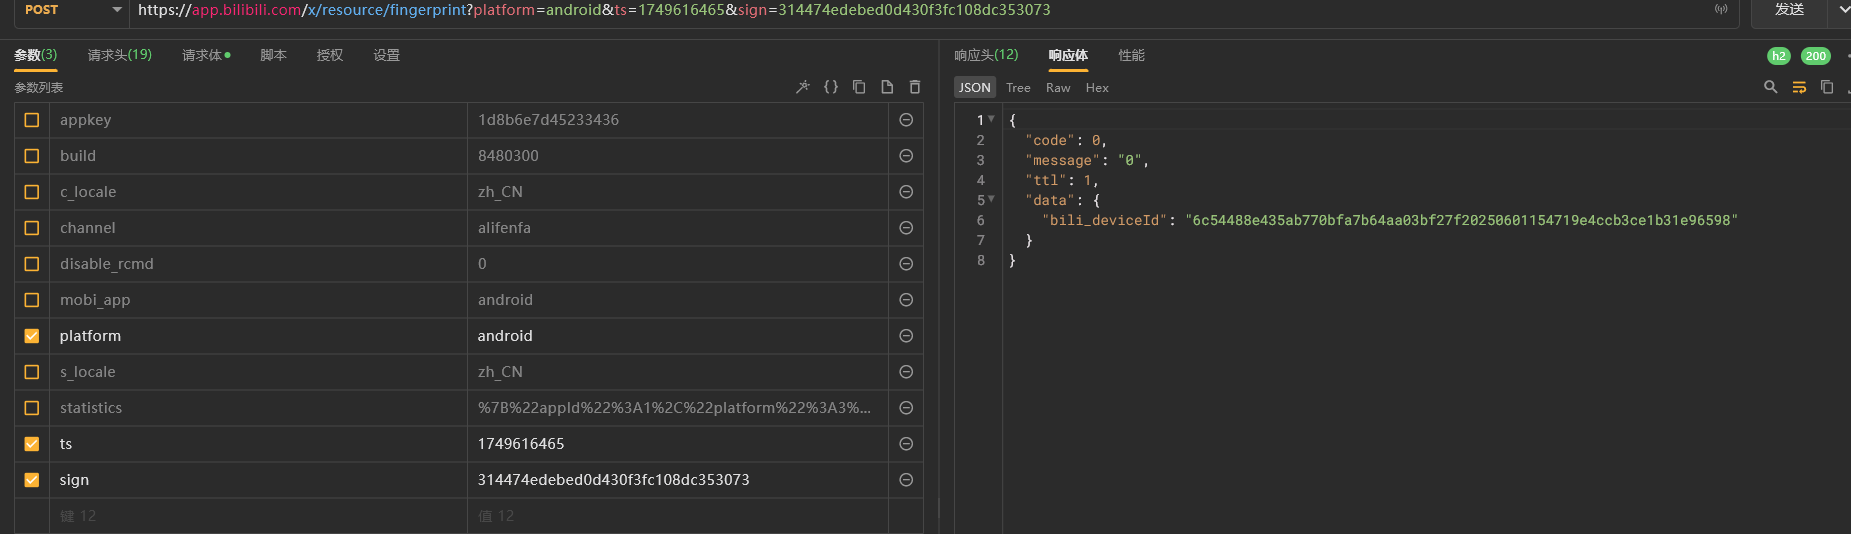 POST https://app.bilibili.com/x/resource/fingerprint?platform=android&ts=1749616465&sign=314474edebed0d430f3fc108dc353073 发送
参数(3) 请求头(19) 请求体 脚本 授权 设置
参数列表
appkey 1d8b6e7d45233436
build 8480300
c_locale zh_CN
channel alifenfa
disable_rcmd 0
mobi_app android
platform android
s_locale zh_CN
statistics %7B%22appId%22%3A1%2C%22platform%22%3A3%...
ts 1749616465
sign 314474edebed0d430f3fc108dc353073
键 12 值 12
响应头(12) 响应体 性能 h2 200
JSON Tree Raw Hex
1 {
2 "code": 0,
3 "message": "0",
4 "ttl": 1,
5 "data": {
6 "bili_deviceId": "6c54488e435ab770bfa7b64aa03bf27f20250601154719e4ccb3ce1b31e96598"
7 }
8 }